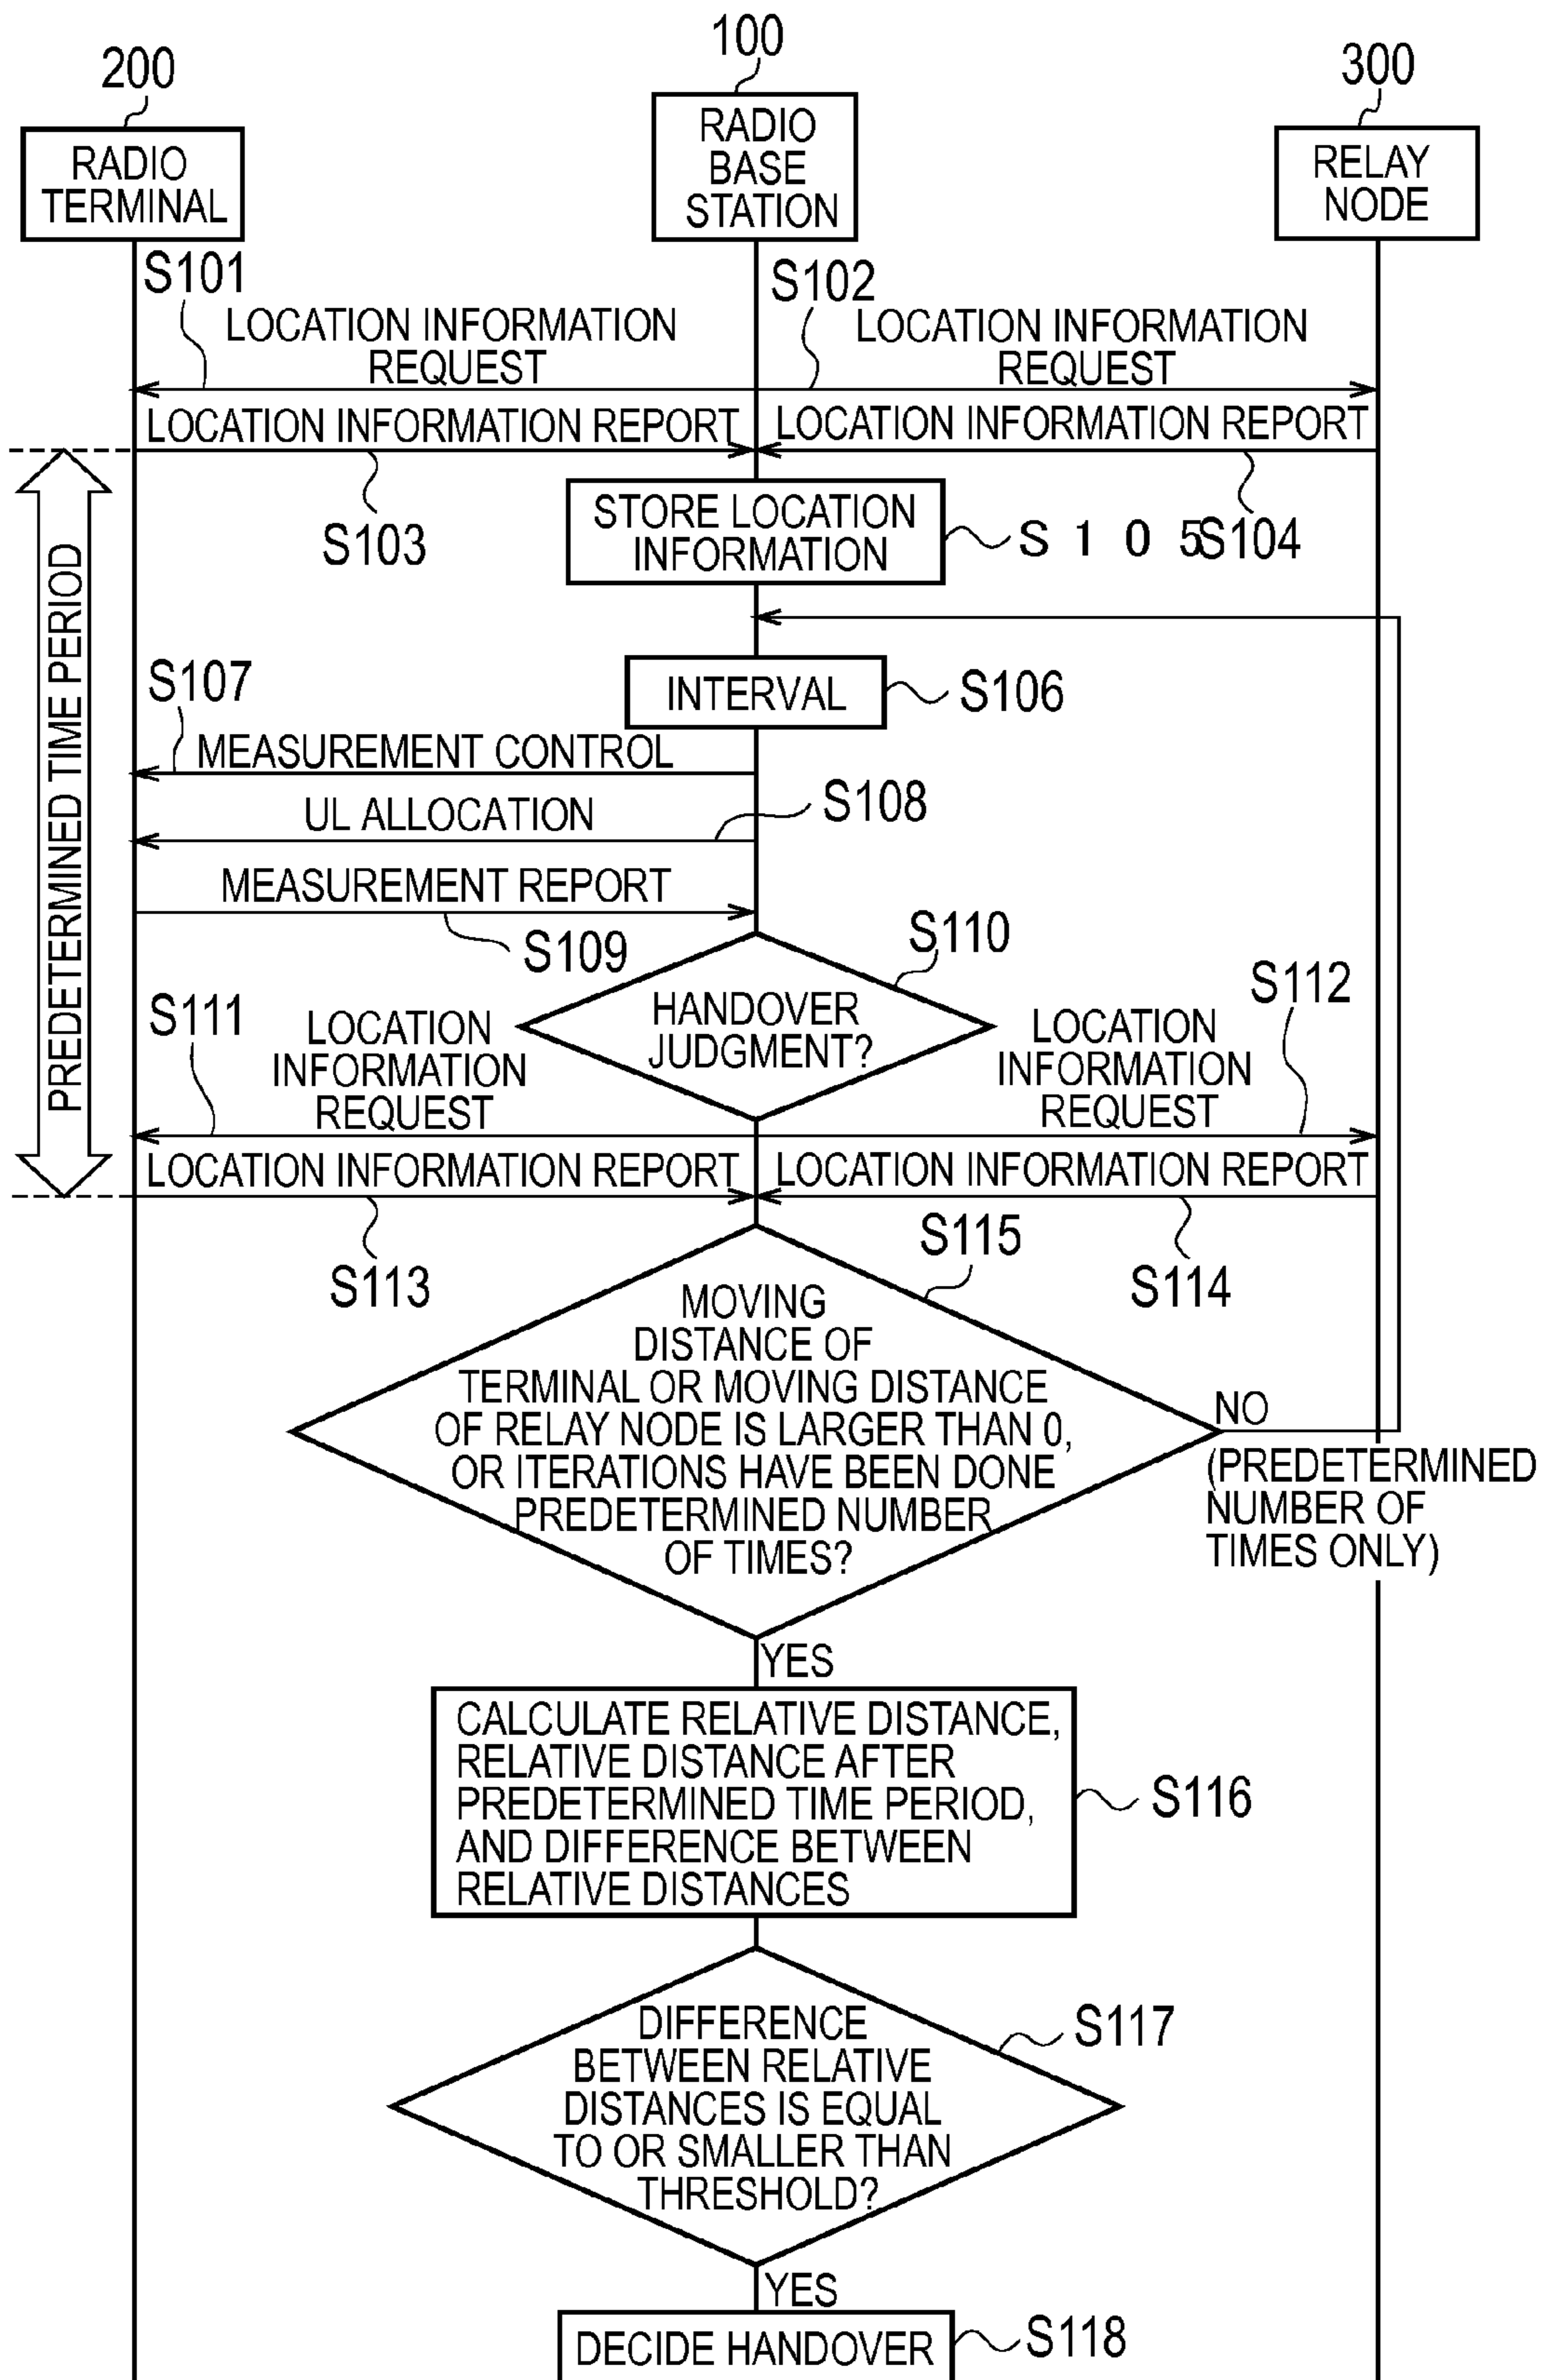 200
100
300
RADIO
TERMINAL
RADIO
BASE
STATION
RELAY
NODE
S101
S102
LOCATION INFORMATION
REQUEST
LOCATION INFORMATION
REQUEST
LOCATION INFORMATION REPORT
LOCATION INFORMATION REPORT
S103
STORE LOCATION
INFORMATION
S 1 0 5
S104
PREDETERMINED TIME PERIOD
INTERVAL
S106
S107
MEASUREMENT CONTROL
UL ALLOCATION
S108
MEASUREMENT REPORT
S109
S110
HANDOVER
JUDGMENT?
S111
LOCATION
INFORMATION
REQUEST
S112
LOCATION
INFORMATION
REQUEST
LOCATION INFORMATION REPORT
LOCATION INFORMATION REPORT
S113
S114
S115
MOVING
DISTANCE OF
TERMINAL OR MOVING DISTANCE
OF RELAY NODE IS LARGER THAN 0,
OR ITERATIONS HAVE BEEN DONE
PREDETERMINED NUMBER
OF TIMES?
NO
(PREDETERMINED
NUMBER OF
TIMES ONLY)
YES
CALCULATE RELATIVE DISTANCE,
RELATIVE DISTANCE AFTER
PREDETERMINED TIME PERIOD,
AND DIFFERENCE BETWEEN
RELATIVE DISTANCES
S116
DIFFERENCE
BETWEEN RELATIVE
DISTANCES IS EQUAL
TO OR SMALLER THAN
THRESHOLD?
S117
YES
DECIDE HANDOVER
S118